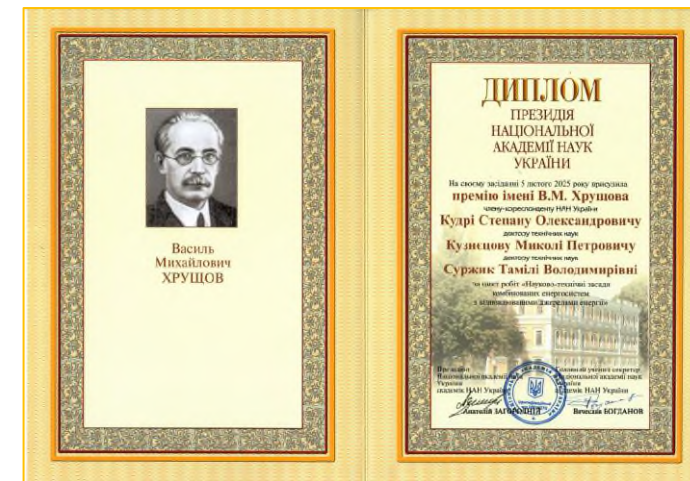 Василь
Михайлович
ХРУЩОВ
ДИПЛОМ
ПРЕЗИДІЯ
НАЦІОНАЛЬНОЇ
АКАДЕМІЇ НАУК
УКРАЇНИ
На своєму засіданні 5 лютого 2025 року присудила
премію імені В.М. Хрущова
члену-кореспонденту НАН України
Кудрі Степану Олександровичу
доктору технічних наук
Кузнєцову Миколі Петровичу
доктору технічних наук
Суржик Тамілі Володимирівні
за цикл робіт «Науково-технічні засади
комбінованих енергосистем
з відновлюваними джерелами енергії»
Президент
Національної академії наук
України
академік НАН України
Анатолій ЗАГОРОДНІЙ
Головний учений секретар
Національної академії наук
України
академік НАН України
Вячеслав БОГДАНОВ